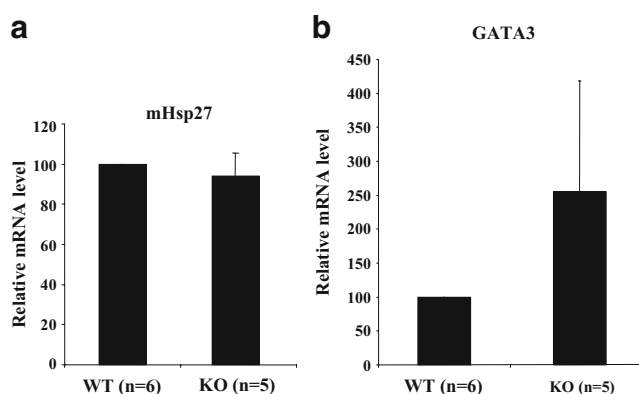 a
mHsp27
Relative mRNA level
120
100
80
60
40
20
0
WT (n=6) KO (n=5)
b
GATA3
Relative mRNA level
450
400
350
300
250
200
150
100
50
0
WT (n=6) KO (n=5)